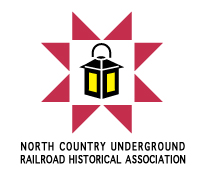 NORTH COUNTRY UNDERGROUND
RAILROAD HISTORICAL ASSOCIATION